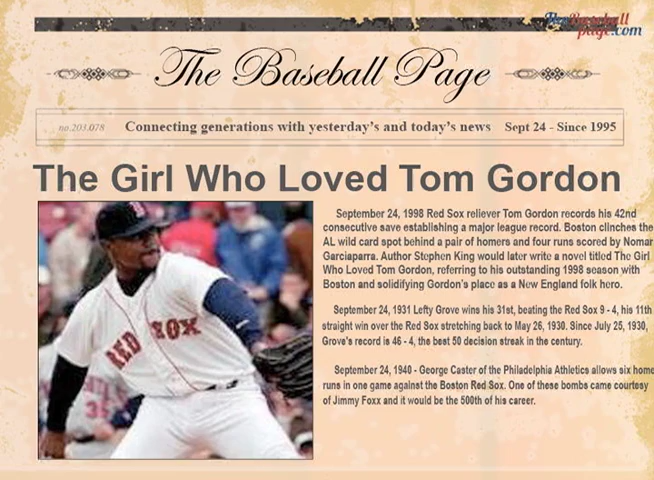 The Baseball
page.com
The Baseball Page
no.203.078 Connecting generations with yesterday's and today's news Sept 24 - Since 1995
The Girl Who Loved Tom Gordon
September 24, 1998 Red Sox reliever Tom Gordon records his 42nd
consecutive save establishing a major league record. Boston clinches the
AL wild card spot behind a pair of homers and four runs scored by Nomar
Garciaparra. Author Stephen King would later write a novel titled The Girl
Who Loved Tom Gordon, referring to his outstanding 1998 season with
Boston and solidifying Gordon's place as a New England folk hero.
September 24, 1931 Lefty Grove wins his 31st, beating the Red Sox 9 - 4, his 11th
straight win over the Red Sox stretching back to May 26, 1930. Since July 25, 1930,
Grove's record is 46 - 4, the best 50 decision streak in the century.
September 24, 1940 - George Caster of the Philadelphia Athletics allows six home
runs in one game against the Boston Red Sox. One of these bombs came courtesy
of Jimmy Foxx and it would be the 500th of his career.
RED SOX